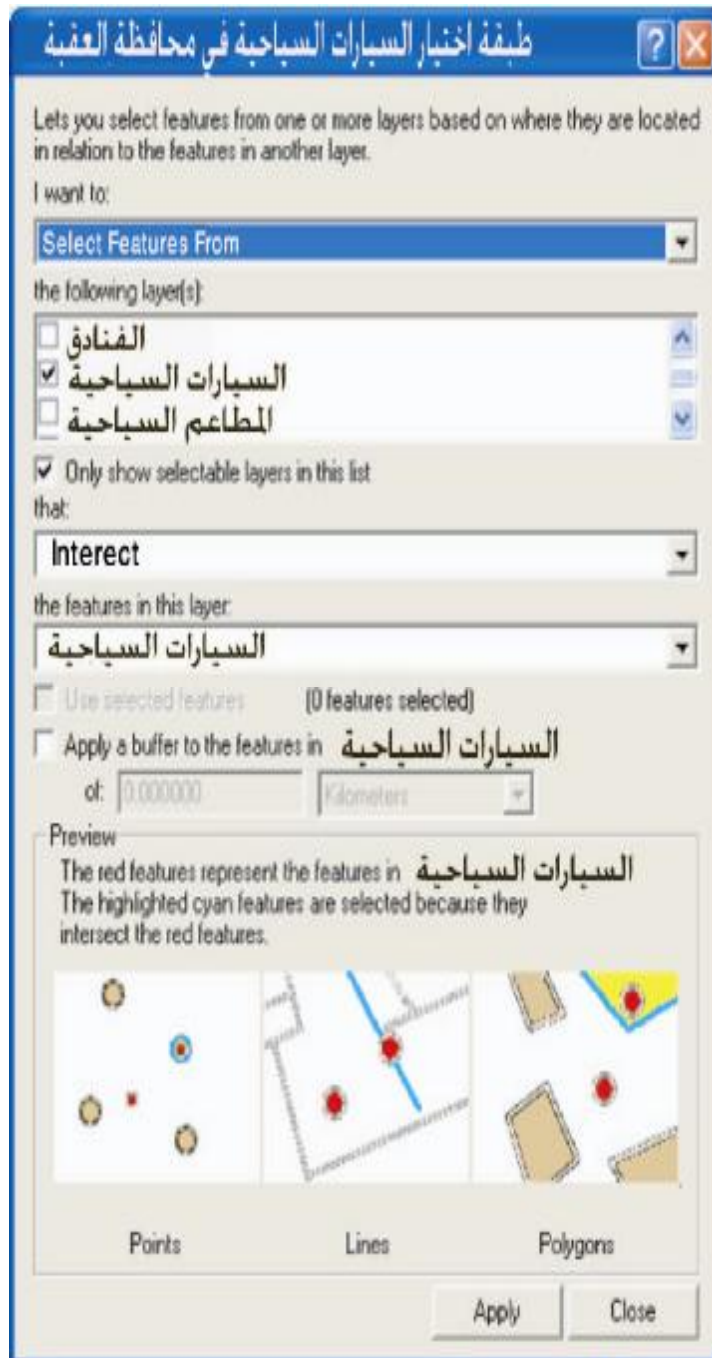 طبقة اختيار السيارات السياحية في محافظة العقبة
Lets you select features from one or more layers based on where they are located
in relation to the features in another layer.
I want to:
Select Features From
the following layer(s):
الفنادق
السيارات السياحية
المطاعم السياحية
Only show selectable layers in this list
that:
Interect
the features in this layer:
السيارات السياحية
Use selected features (0 features selected)
Apply a buffer to the features in السيارات السياحية
of: 0.000000 Kilometers
Preview
The red features represent the features in السيارات السياحية
The highlighted cyan features are selected because they
intersect the red features.
Points Lines Polygons
Apply Close